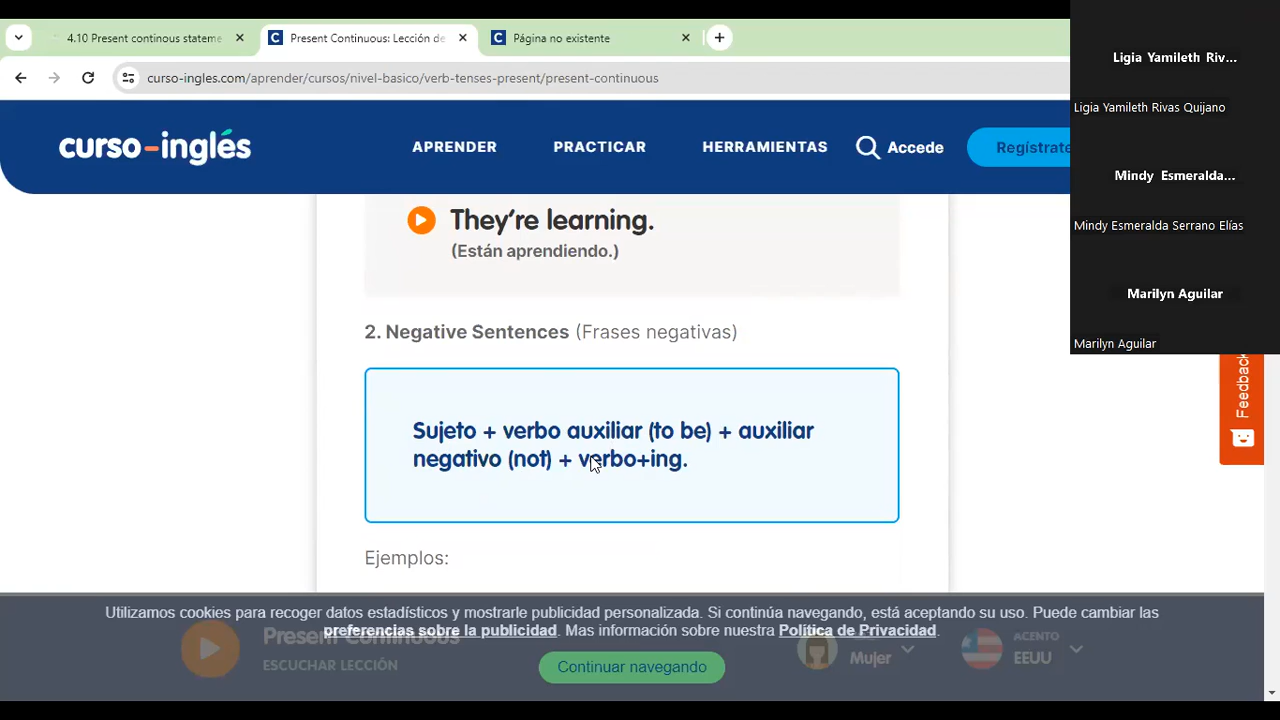 4.10 Present continous stateme
Present Continuous: Lección de
Página no existente
curso-ingles.com/aprender/cursos/nivel-basico/verb-tenses-present/present-continuous
curso-inglés
APRENDER
PRACTICAR
HERRAMIENTAS
Accede
Regístrate
Ligia Yamileth Riv...
Ligia Yamileth Rivas Quijano
Mindy Esmeralda...
Mindy Esmeralda Serrano Elías
Marilyn Aguilar
Marilyn Aguilar
They're learning.
(Están aprendiendo.)
2. Negative Sentences (Frases negativas)
Sujeto + verbo auxiliar (to be) + auxiliar
negativo (not) + verbo+ing.
Ejemplos:
Feedback
Utilizamos cookies para recoger datos estadísticos y mostrarle publicidad personalizada. Si continúa navegando, está aceptando su uso. Puede cambiar las
preferencias sobre la publicidad. Mas información sobre nuestra Política de Privacidad.
Continuar navegando
Present Continuous
ESCUCHAR LECCIÓN
Mujer
ACENTO
EEUU